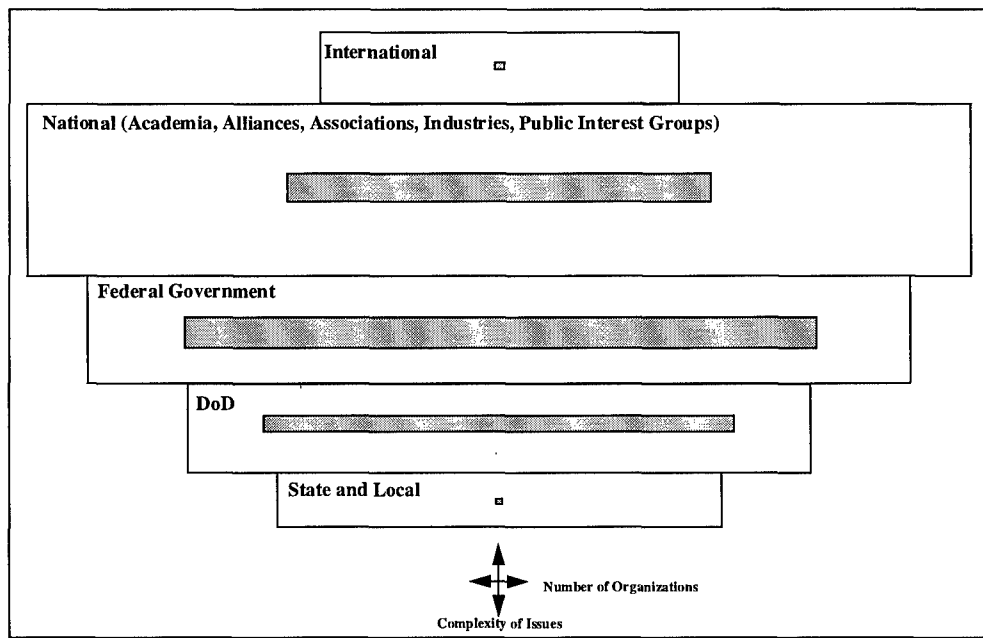 International
National (Academia, Alliances, Associations, Industries, Public Interest Groups)
Federal Government
DoD
State and Local
Number of Organizations
Complexity of Issues